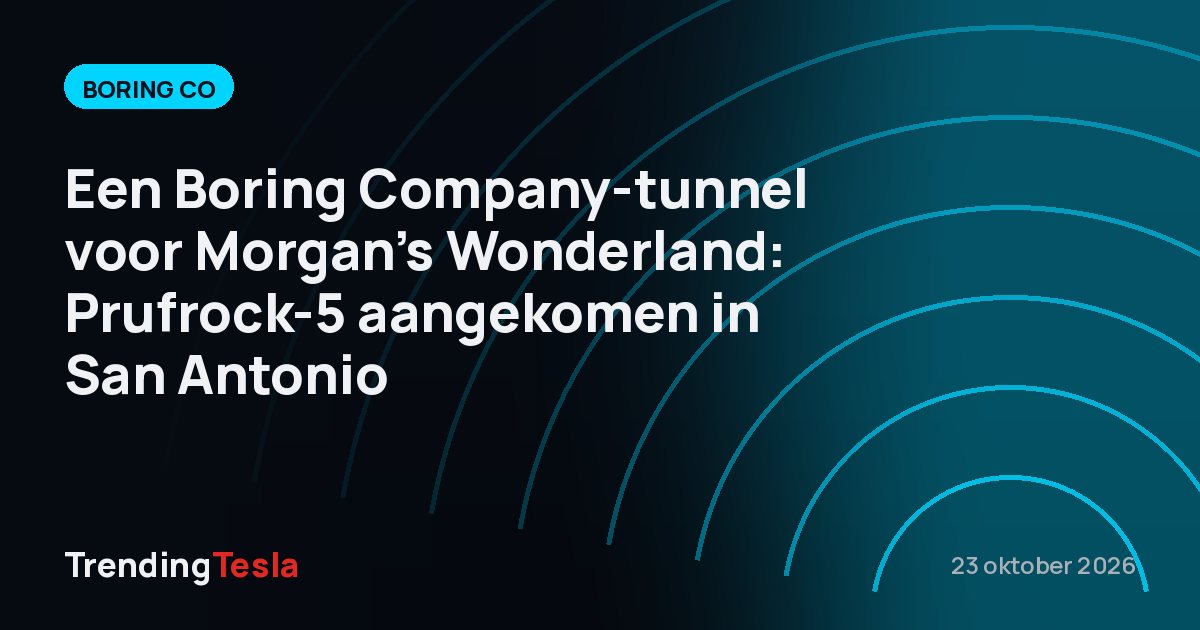 BORING CO
Een Boring Company-tunnel
voor Morgan’s Wonderland:
Prufrock-5 aangekomen in
San Antonio
TrendingTesla
23 oktober 2026